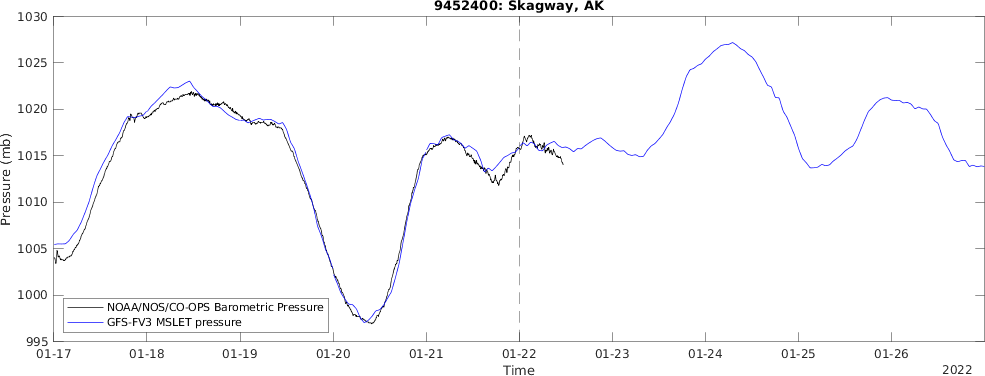 9452400: Skagway, AK
1030
1025
1020
1015
1010
1005
1000
995
Pressure (mb)
NOAA/NOS/CO-OPS Barometric Pressure
GFS-FV3 MSLET pressure
01-17 01-18 01-19 01-20 01-21 01-22 01-23 01-24 01-25 01-26
Time
2022